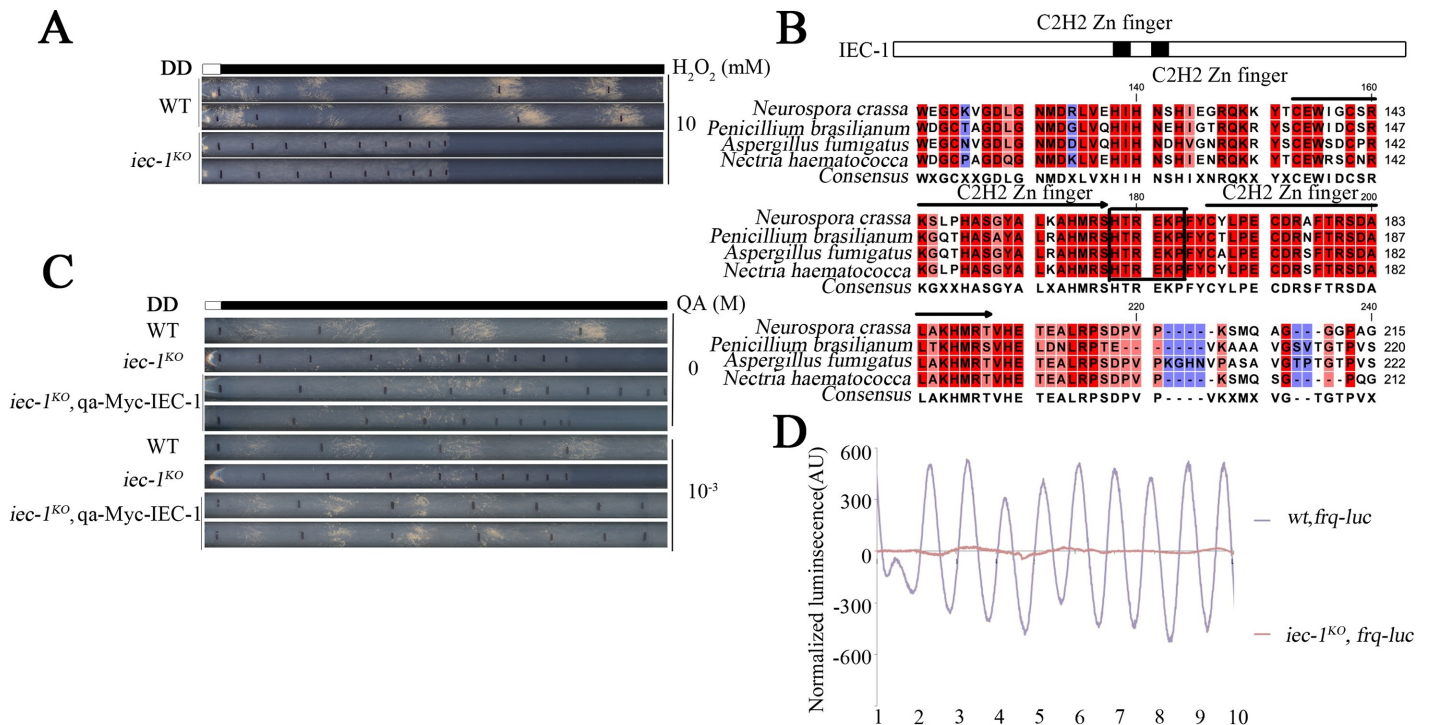 A
DD
H2O2 (mM)
WT
iec-1KO
10
B
C2H2 Zn finger
IEC-1
C2H2 Zn finger
140 160
Neurospora crassa WEGCKVGDLG NMDRLVEHIH NSHIEGRQKK YTCEWIGCSR 143
Penicillium brasilianum WDGCTAGDLG NMDGLVQHIH NEHIGTRQKR YSCEWIDCSR 147
Aspergillus fumigatus WEGCNVGDLG NMDDLVQHIH NDHVGNRQKR YSCEWSDCPR 142
Nectria haematococca WDGCPAGDQG NMDKLVEHIH NSHIENRQKK YTCEWRSCNR 142
Consensus WXGCXXGDLG NMDXLVXHIH NSHIXNRQKX YXCEWIDCSR
C2H2 Zn finger C2H2 Zn finger
180 200
Neurospora crassa KSLPHASGYA LKAHMRSHTR EKPFYCYLPE CDRAFTRSDA 183
Penicillium brasilianum KGQTHASAYA LRAHMRSHTR EKPFYCTLPE CDRNFTRSDA 187
Aspergillus fumigatus KGQTHASGYA LRAHMRSHTR EKPFYCALPE CDRSFTRSDA 182
Nectria haematococca KGLPHASGYA LKAHMRSHTR EKPFYCYLPE CDRSFTRSDA 182
Consensus KGXXHASGYA LXAHMRSHTR EKPFYCYLPE CDRSFTRSDA
220 240
Neurospora crassa LAKHMRTVHE TEALRPSDPV P-----KSMQ AG--GGPAG 215
Penicillium brasilianum LTKHMRSVHE LDNLRPTE-- -----VKAAA VGSVTGTPVS 220
Aspergillus fumigatus LAKHMRTVHE TEALRPSDPV PKGHNVPASA VGTPTGTPVS 222
Nectria haematococca LAKHMRTVHE TEALRPSDPV P-----KSMQ SG----PQG 212
Consensus LAKHMRTVHE TEALRPSDPV P----VKXMX VG--TGTPVX
C
DD
QA (M)
WT
iec-1KO
0
iec-1KO, qa-Myc-IEC-1
WT
iec-1KO
10-3
iec-1KO, qa-Myc-IEC-1
D
Normalized luminsecence(AU)
600
300
0
-300
-600
1 2 3 4 5 6 7 8 9 10
wt,frq-luc
iec-1KO, frq-luc